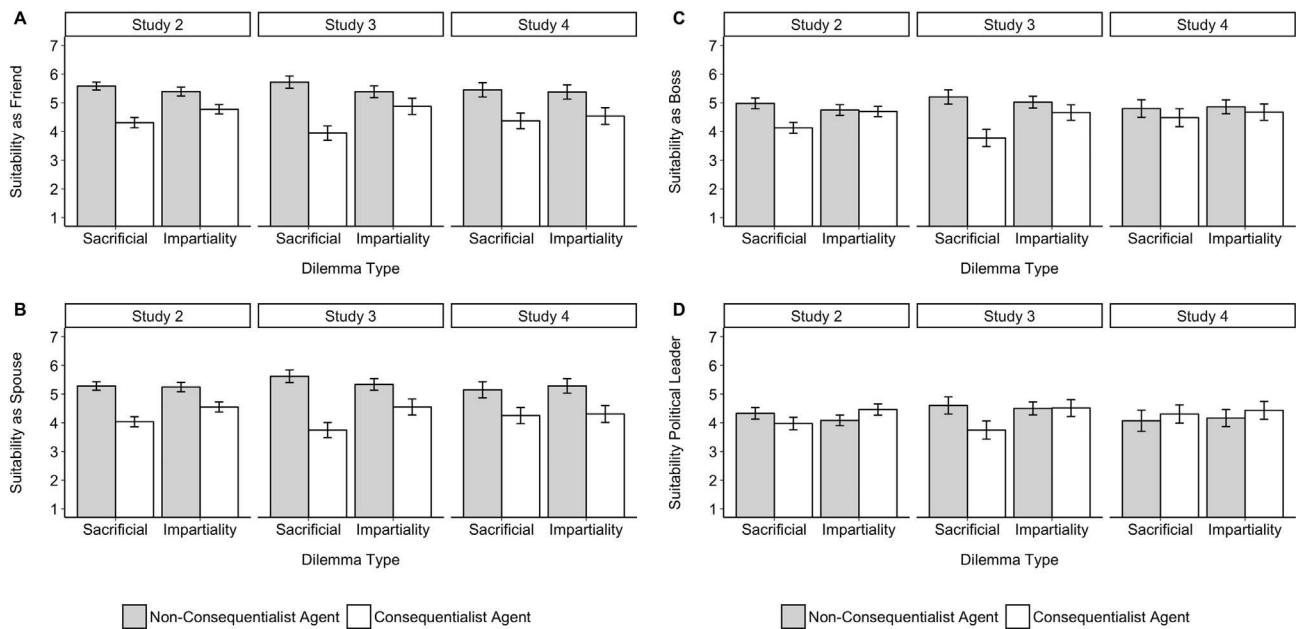 A
Study 2
Study 3
Study 4
Suitability as Friend
7
6
5
4
3
2
1
Sacrificial Impartiality
Sacrificial Impartiality
Sacrificial Impartiality
Dilemma Type
B
Study 2
Study 3
Study 4
Suitability as Spouse
7
6
5
4
3
2
1
Sacrificial Impartiality
Sacrificial Impartiality
Sacrificial Impartiality
Dilemma Type
Non-Consequentialist Agent Consequentialist Agent
C
Study 2
Study 3
Study 4
Suitability as Boss
7
6
5
4
3
2
1
Sacrificial Impartiality
Sacrificial Impartiality
Sacrificial Impartiality
Dilemma Type
D
Study 2
Study 3
Study 4
Suitability Political Leader
7
6
5
4
3
2
1
Sacrificial Impartiality
Sacrificial Impartiality
Sacrificial Impartiality
Dilemma Type
Non-Consequentialist Agent Consequentialist Agent